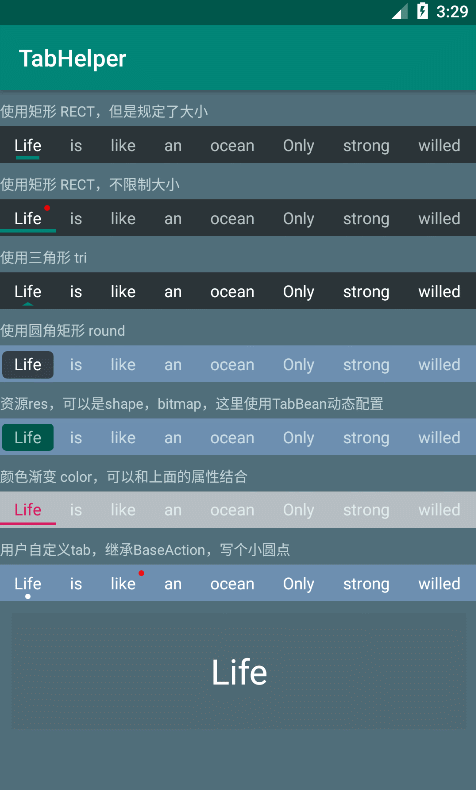 3:29
TabHelper
使用矩形 RECT，但是规定了大小
Life is like an ocean Only strong willed
使用矩形 RECT，不限制大小
Life is like an ocean Only strong willed
使用三角形 tri
Life is like an ocean Only strong willed
使用圆角矩形 round
Life is like an ocean Only strong willed
资源res，可以是shape，bitmap，这里使用TabBean动态配置
Life is like an ocean Only strong willed
颜色渐变 color，可以和上面的属性结合
Life is like an ocean Only strong willed
用户自定义tab，继承BaseAction，写个小圆点
Life is like an ocean Only strong willed
Life